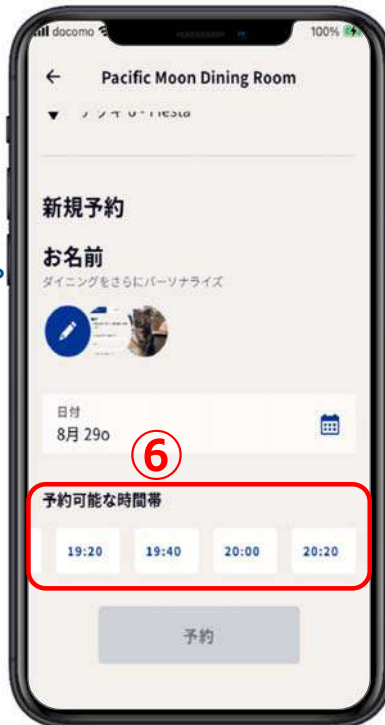 docomo 100%
← Pacific Moon Dining Room
新規予約
お名前
ダイニングをさらにパーソナライズ
日付
8月 29o
⑥
予約可能な時間帯
19:20 19:40 20:00 20:20
予約